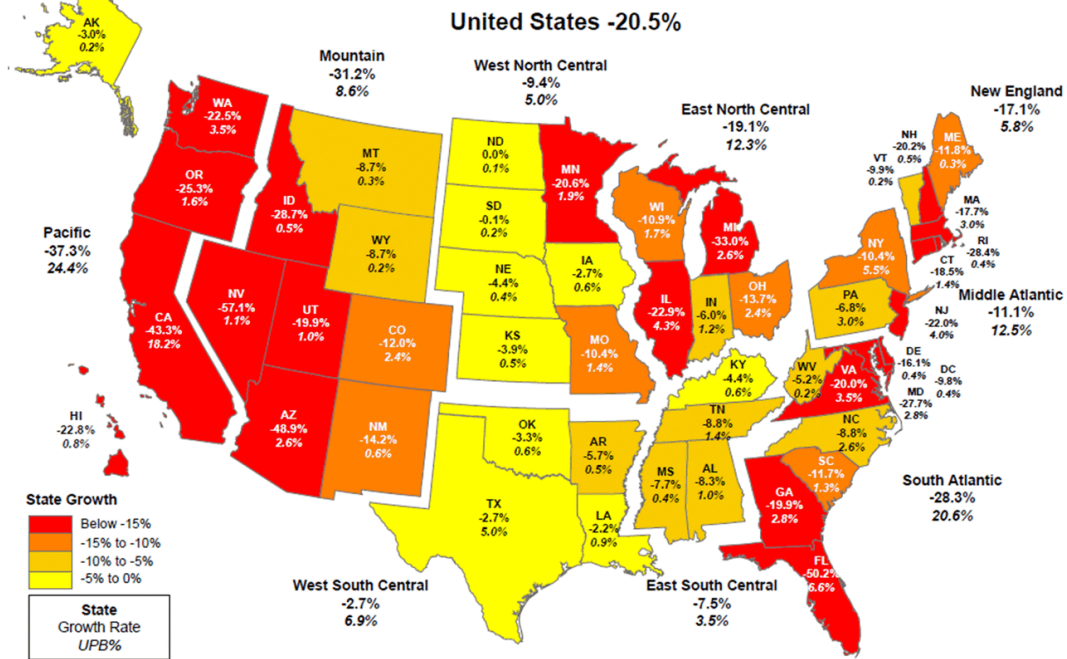 United States -20.5%
AK
-3.0%
0.2%
Mountain
-31.2%
8.6%
West North Central
-9.4%
5.0%
East North Central
-19.1%
12.3%
New England
-17.1%
5.8%
Pacific
-37.3%
24.4%
WA
-22.5%
3.5%
OR
-25.3%
1.6%
ID
-28.7%
0.5%
MT
-8.7%
0.3%
WY
-8.7%
0.2%
CA
-43.3%
18.2%
NV
-57.1%
1.1%
UT
-19.9%
1.0%
CO
-12.0%
2.4%
AZ
-48.9%
2.6%
NM
-14.2%
0.6%
HI
-22.8%
0.8%
ND
0.0%
0.1%
SD
-0.1%
0.2%
NE
-4.4%
0.4%
KS
-3.9%
0.5%
MN
-20.6%
1.9%
IA
-2.7%
0.6%
MO
-10.4%
1.4%
WI
-10.9%
1.7%
MI
-33.0%
2.6%
IL
-22.9%
4.3%
IN
-6.0%
1.2%
OH
-13.7%
2.4%
OK
-3.3%
0.6%
TX
-2.7%
5.0%
AR
-5.7%
0.5%
LA
-2.2%
0.9%
KY
-4.4%
0.6%
TN
-8.8%
1.4%
MS
-7.7%
0.4%
AL
-8.3%
1.0%
NH
-20.2%
0.5%
VT
-9.9%
0.2%
ME
-11.8%
0.3%
MA
-17.7%
3.0%
RI
-28.4%
0.4%
CT
-18.5%
1.4%
NY
-10.4%
5.5%
PA
-6.8%
3.0%
NJ
-22.0%
4.0%
Middle Atlantic
-11.1%
12.5%
DE
-16.1%
0.4%
DC
-9.8%
0.4%
MD
-27.7%
2.8%
WV
-5.2%
0.2%
VA
-20.0%
3.5%
NC
-8.8%
2.6%
SC
-11.7%
1.3%
GA
-19.9%
2.8%
FL
-50.2%
6.6%
South Atlantic
-28.3%
20.6%
West South Central
-2.7%
6.9%
East South Central
-7.5%
3.5%
State Growth
Below -15%
-15% to -10%
-10% to -5%
-5% to 0%
State
Growth Rate
UPB%